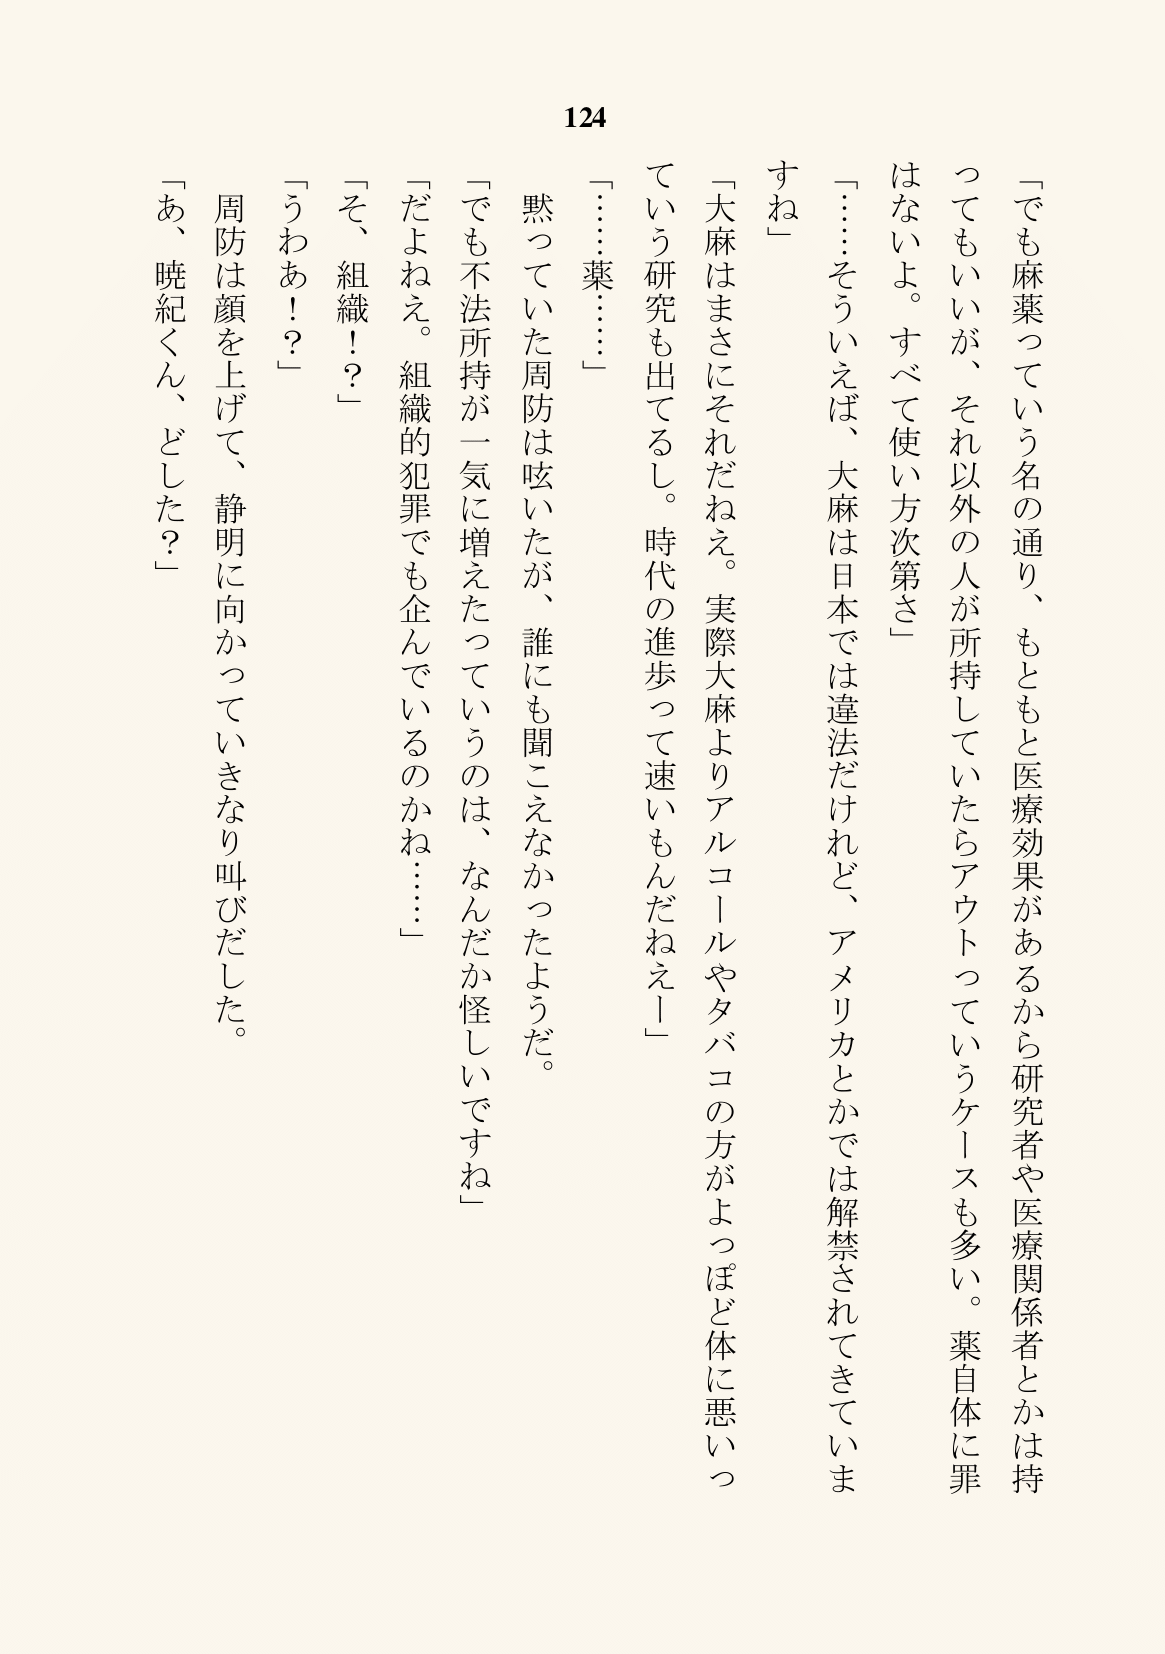 124
「でも麻薬っていう名の通り、もともと医療効果があるから研究者や医療関係者とかは持
ってもいいが、それ以外の人が所持していたらアウトっていうケースも多い。薬自体に罪
はないよ。すべて使い方次第さ」
「……そういえば、大麻は日本では違法だけれど、アメリカとかでは解禁されてきていま
すね」
「大麻はまさにそれだねえ。実際大麻よりアルコールやタバコの方がよっぽど体に悪いっ
ていう研究も出てるし。時代の進歩って速いもんだねえー」
「……薬……」
　黙っていた周防は呟いたが、誰にも聞こえなかったようだ。
「でも不法所持が一気に増えたっていうのは、なんだか怪しいですね」
「だよねえ。組織的犯罪でも企んでいるのかね……」
「そ、組織！？」
「うわあ！？」
　周防は顔を上げて、静明に向かっていきなり叫びだした。
「あ、暁紀くん、どした？」